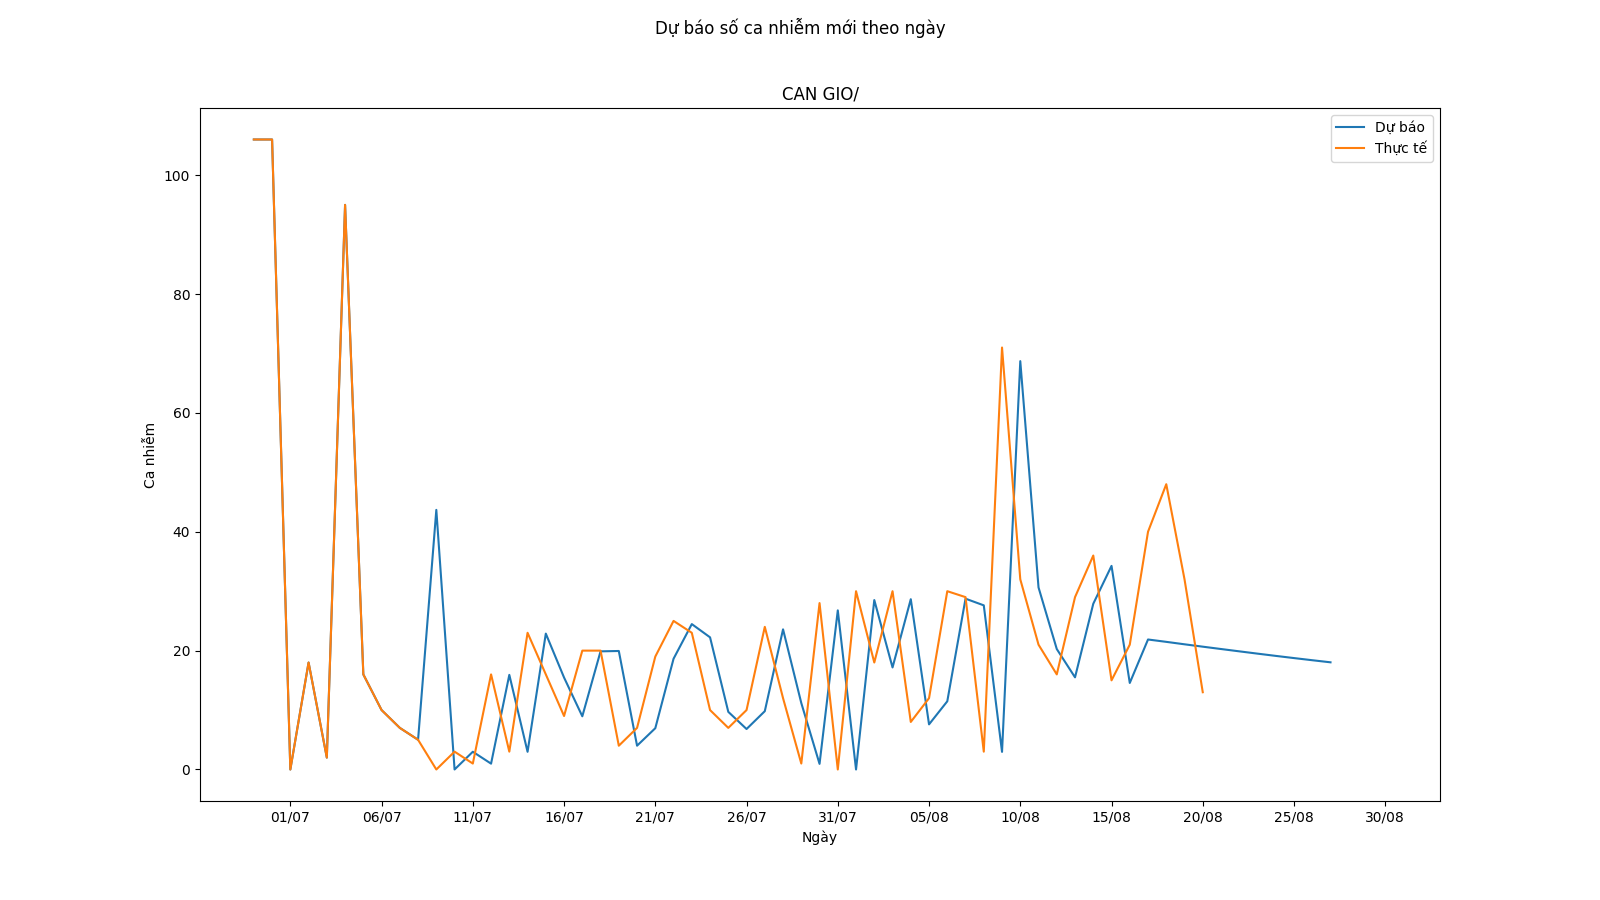 Dự báo số ca nhiễm mới theo ngày
CAN GIO/
Dự báo
Thực tế
100
80
60
40
20
0
Ca nhiễm
01/07 06/07 11/07 16/07 21/07 26/07 31/07 05/08 10/08 15/08 20/08 25/08 30/08
Ngày